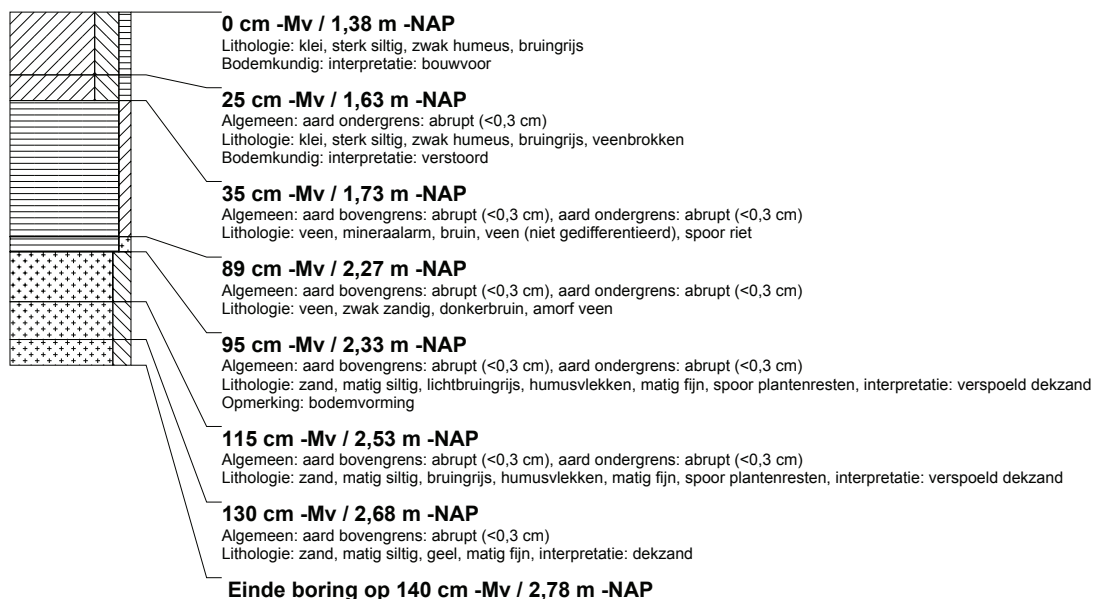 0 cm -Mv / 1,38 m -NAP
Lithologie: klei, sterk siltig, zwak humeus, bruingrijs
Bodemkundig: interpretatie: bouwvoor
25 cm -Mv / 1,63 m -NAP
Algemeen: aard ondergrens: abrupt (<0,3 cm)
Lithologie: klei, sterk siltig, zwak humeus, bruingrijs, veenbrokken
Bodemkundig: interpretatie: verstoord
35 cm -Mv / 1,73 m -NAP
Algemeen: aard bovengrens: abrupt (<0,3 cm), aard ondergrens: abrupt (<0,3 cm)
Lithologie: veen, mineraalarm, bruin, veen (niet gedifferentieerd), spoor riet
89 cm -Mv / 2,27 m -NAP
Algemeen: aard bovengrens: abrupt (<0,3 cm), aard ondergrens: abrupt (<0,3 cm)
Lithologie: veen, zwak zandig, donkerbruin, amorf veen
95 cm -Mv / 2,33 m -NAP
Algemeen: aard bovengrens: abrupt (<0,3 cm), aard ondergrens: abrupt (<0,3 cm)
Lithologie: zand, matig siltig, lichtbruingrijs, humusvlekken, matig fijn, spoor plantenresten, interpretatie: verspoeld dekzand
Opmerking: bodemvorming
115 cm -Mv / 2,53 m -NAP
Algemeen: aard bovengrens: abrupt (<0,3 cm), aard ondergrens: abrupt (<0,3 cm)
Lithologie: zand, matig siltig, bruingrijs, humusvlekken, matig fijn, spoor plantenresten, interpretatie: verspoeld dekzand
130 cm -Mv / 2,68 m -NAP
Algemeen: aard bovengrens: abrupt (<0,3 cm)
Lithologie: zand, matig siltig, geel, matig fijn, interpretatie: dekzand
Einde boring op 140 cm -Mv / 2,78 m -NAP